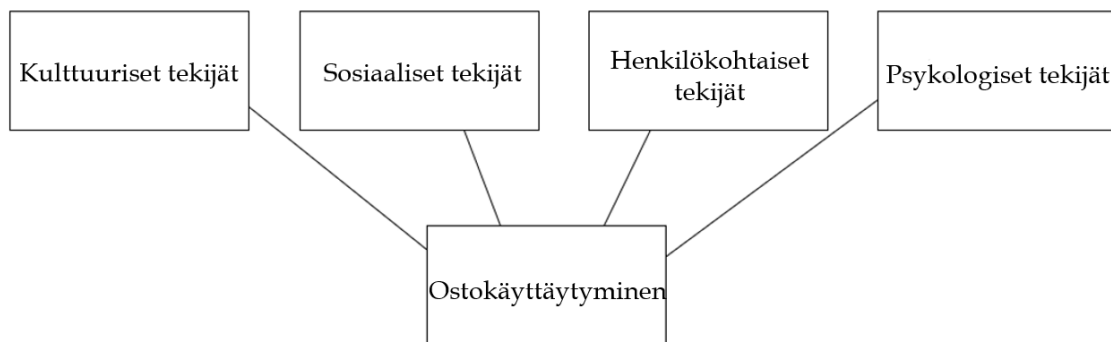 Kulttuuriset tekijät
Sosiaaliset tekijät
Henkilökohtaiset
tekijät
Psykologiset tekijät
Ostokäyttäytyminen